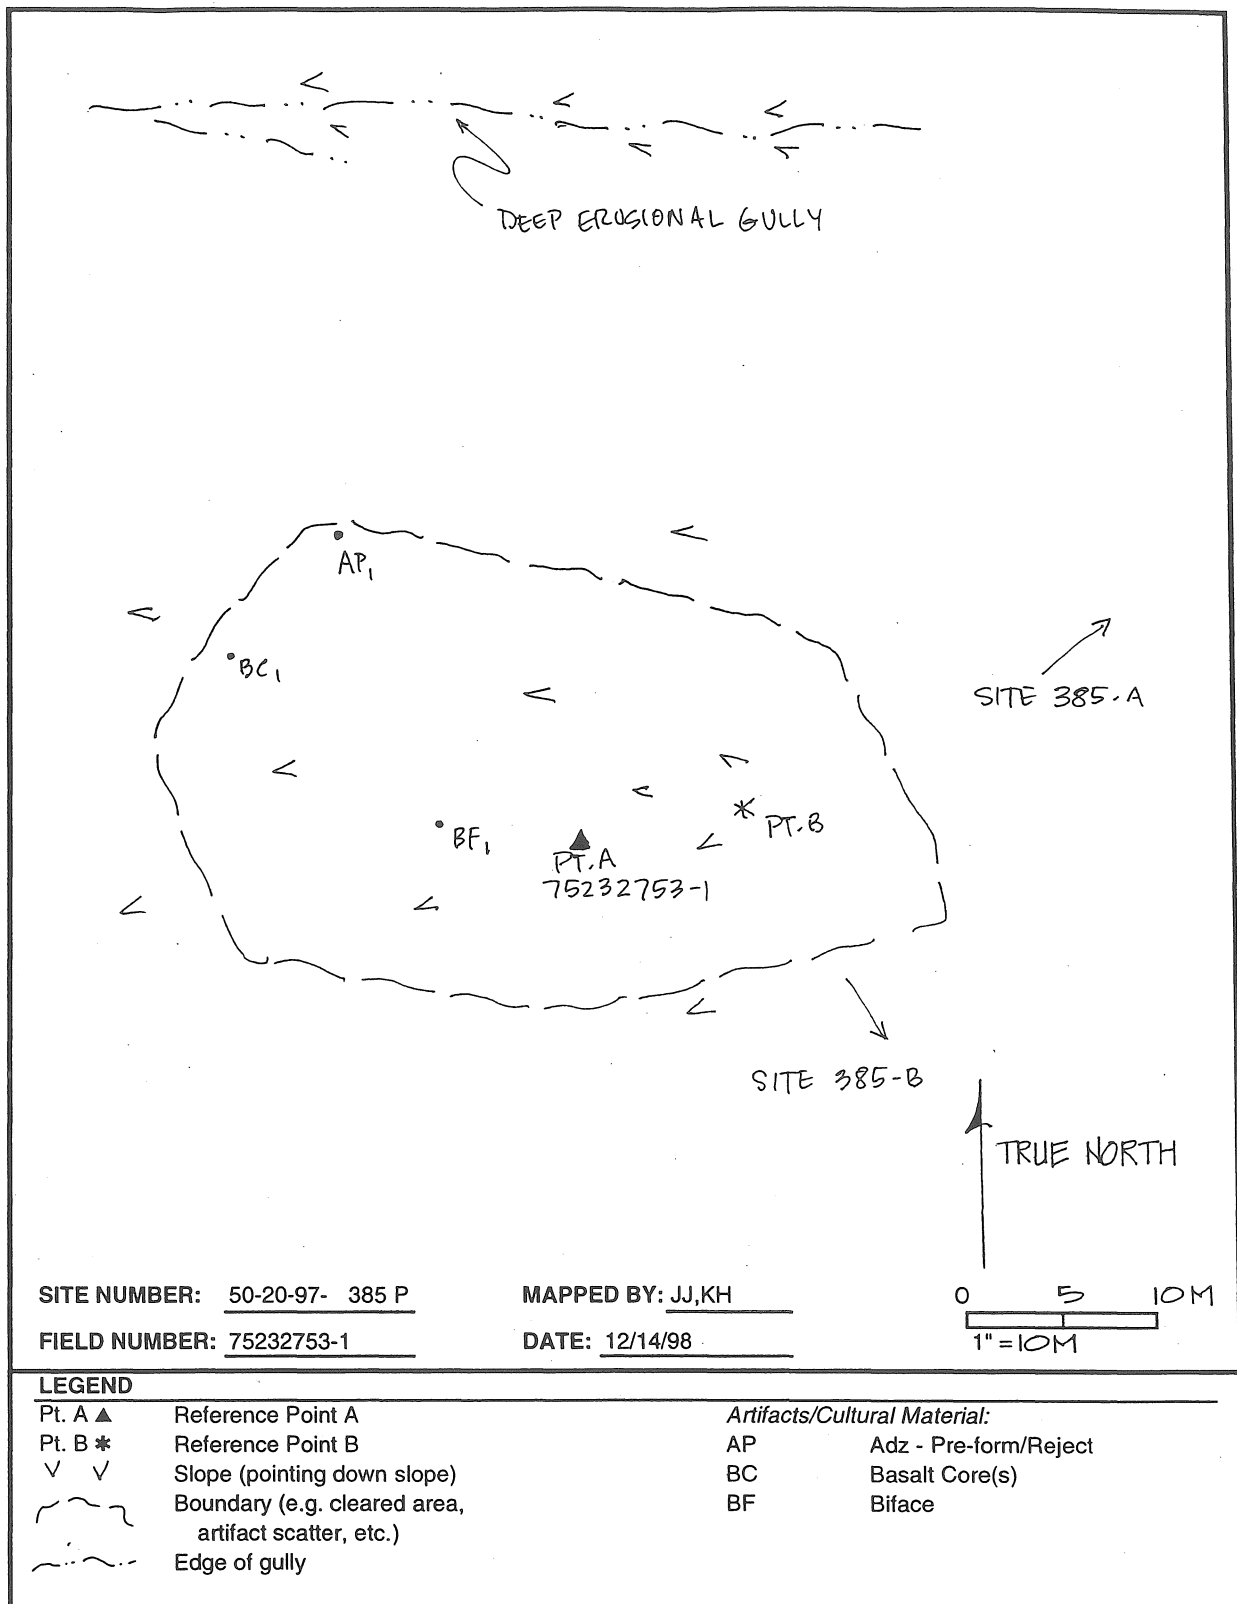 DEEP EROSIONAL GULLY
AP1
BC1
SITE 385-A
BF1
PT. B
PT. A
75232753-1
SITE 385-B
TRUE NORTH
SITE NUMBER: 50-20-97- 385 P
MAPPED BY: JJ,KH
0 5 10M
FIELD NUMBER: 75232753-1
DATE: 12/14/98
1"=10M
LEGEND
Pt. A ▲ Reference Point A
Pt. B * Reference Point B
Slope (pointing down slope)
Boundary (e.g. cleared area,
artifact scatter, etc.)
Edge of gully
Artifacts/Cultural Material:
AP Adz - Pre-form/Reject
BC Basalt Core(s)
BF Biface